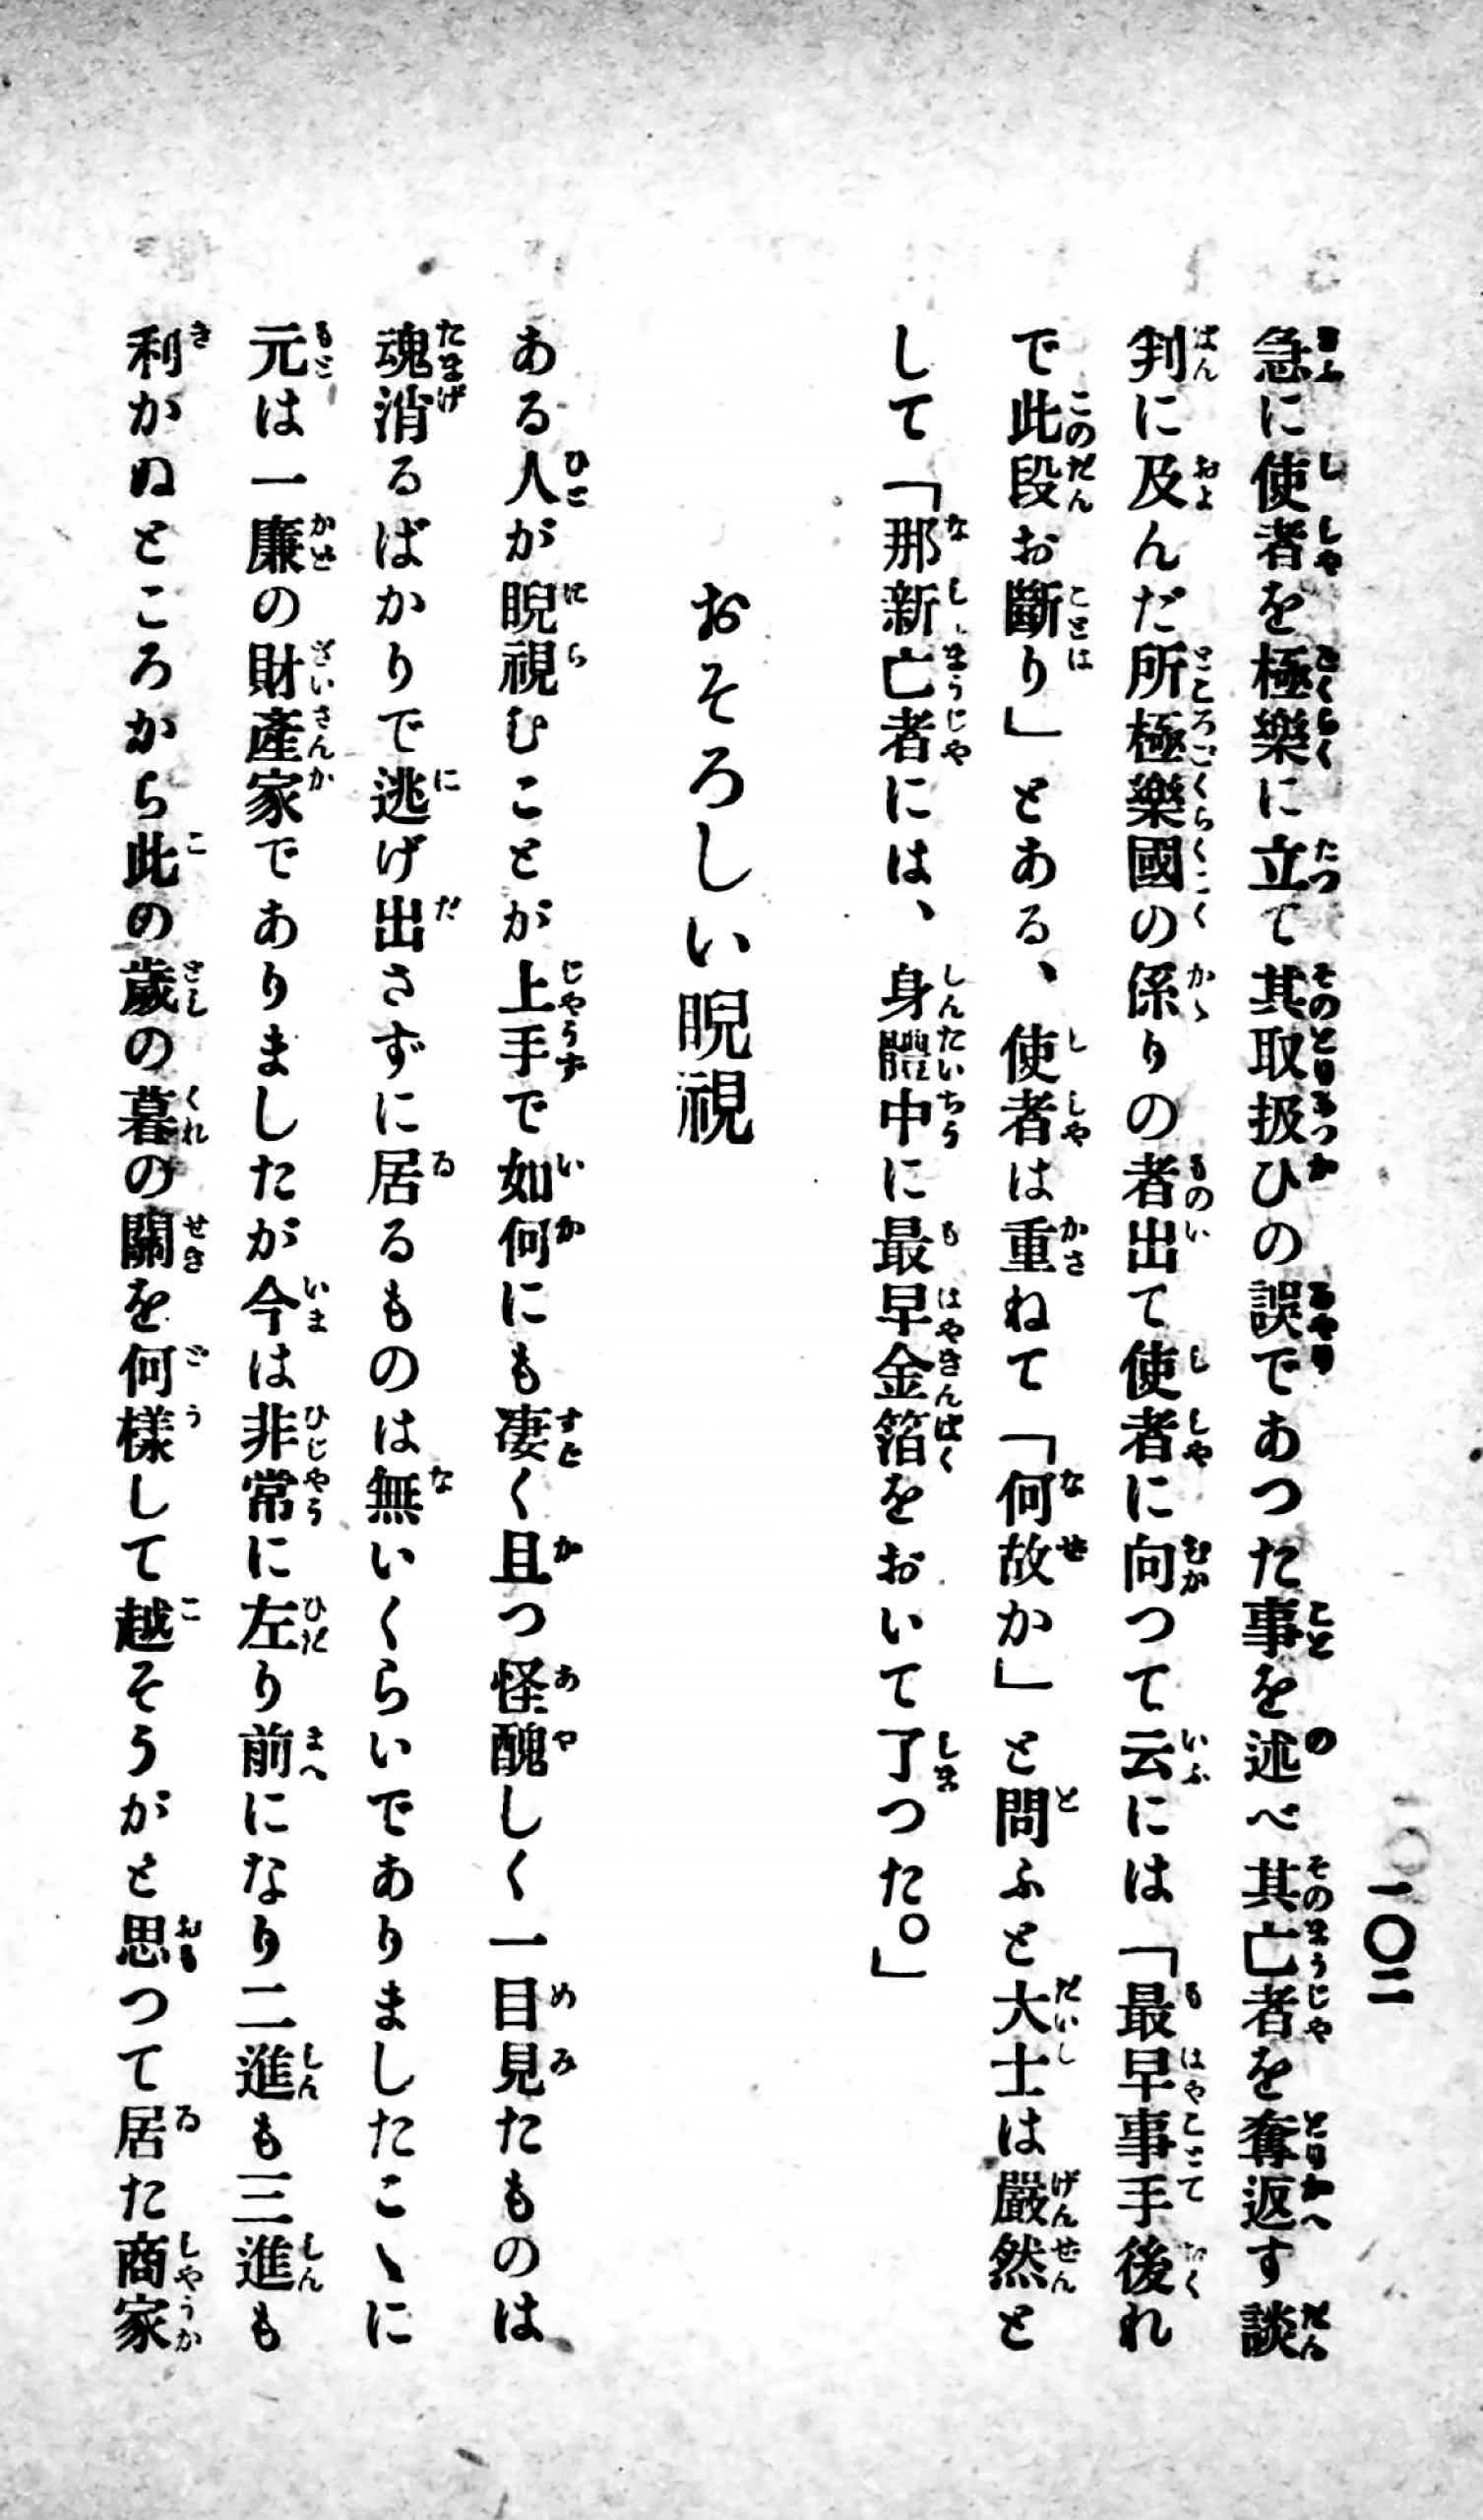 一〇二
急に使者を極樂に立て其取扱ひの誤であつた事を述べ其亡者を奪返す談
判に及んだ所極樂國の係りの者出て使者に向つて云には「最早事手後れ
で此段お斷り」とある、使者は重ねて「何故か」と問ふと大士は嚴然と
して「那新亡者には、身體中に最早金箔をおいて了つた。」
おそろしい睨視
ある人が睨視むことが上手で如何にも凄く且つ怪醜しく一目見たものは
魂消るばかりで逃げ出さずに居るものは無いくらいでありましたこゝに
元は一廉の財產家でありましたが今は非常に左り前になり二進も三進も
利かぬところから此の歲の暮の關を何樣して越そうがと思つて居た商家